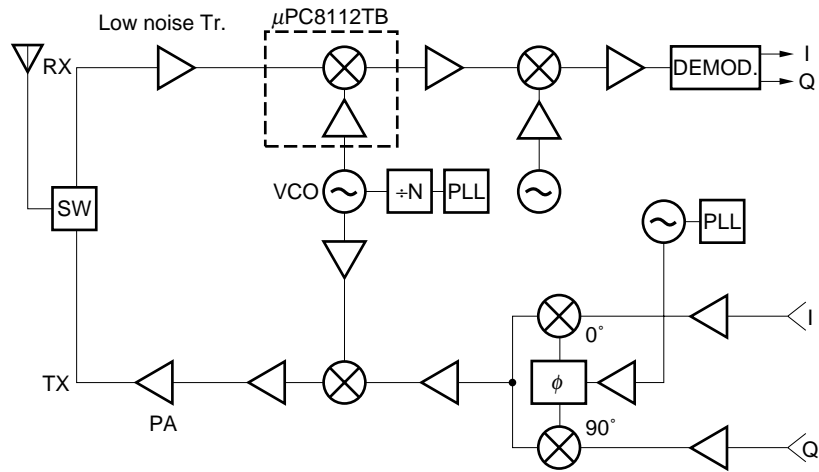 Low noise Tr.
μPC8112TB
RX
DEMOD.
I
Q
VCO
÷N
PLL
SW
PLL
0°
I
TX
PA
φ
90°
Q